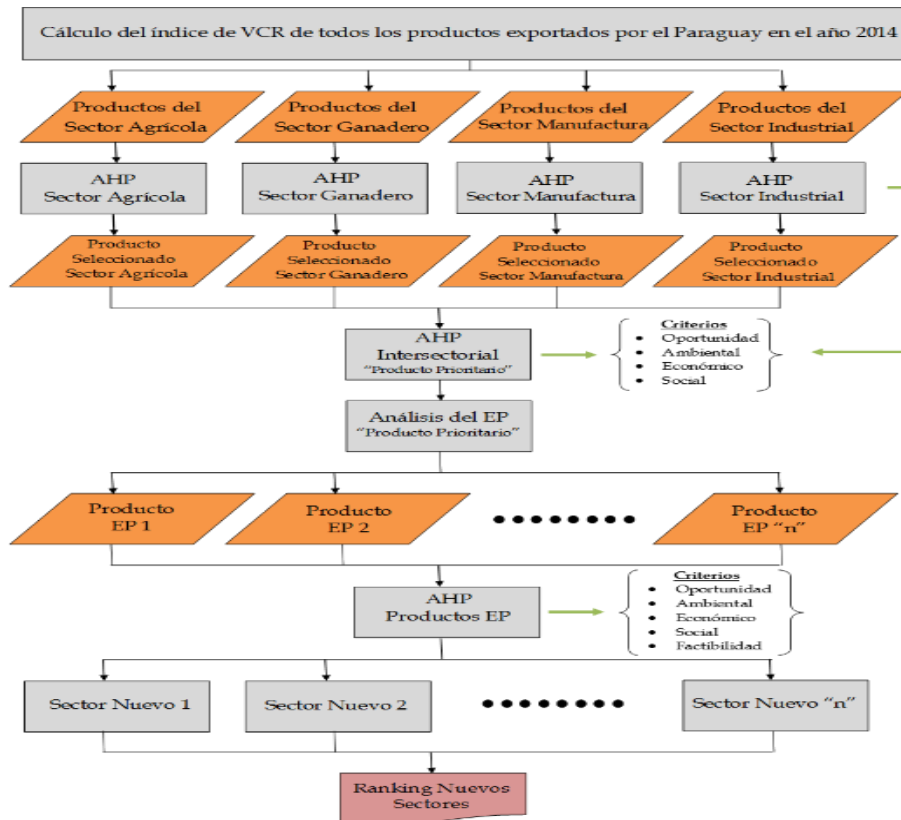 Cálculo del índice de VCR de todos los productos exportados por el Paraguay en el año 2014
Productos del
Sector Agrícola
Productos del
Sector Ganadero
Productos del
Sector Manufactura
Productos del
Sector Industrial
AHP
Sector Agrícola
AHP
Sector Ganadero
AHP
Sector Manufactura
AHP
Sector Industrial
Producto
Seleccionado
Sector Agrícola
Producto
Seleccionado
Sector Ganadero
Producto
Seleccionado
Sector Manufactura
Producto
Seleccionado
Sector Industrial
AHP
Intersectorial
“Producto Prioritario”
Criterios
• Oportunidad
• Ambiental
• Económico
• Social
Análisis del EP
“Producto Prioritario”
Producto
EP 1
Producto
EP 2
Producto
EP “n”
AHP
Productos EP
Criterios
• Oportunidad
• Ambiental
• Económico
• Social
• Factibilidad
Sector Nuevo 1
Sector Nuevo 2
Sector Nuevo “n”
Ranking Nuevos
Sectores